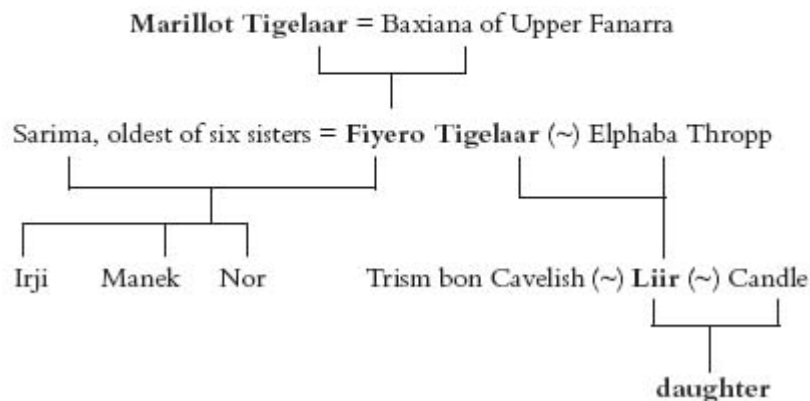 Marillot Tigelaar = Baxiana of Upper Fanarra
Sarima, oldest of six sisters = Fiyero Tigelaar (~) Elphaba Thropp
Irji Manek Nor Trism bon Cavelish (~) Liir (~) Candle
daughter